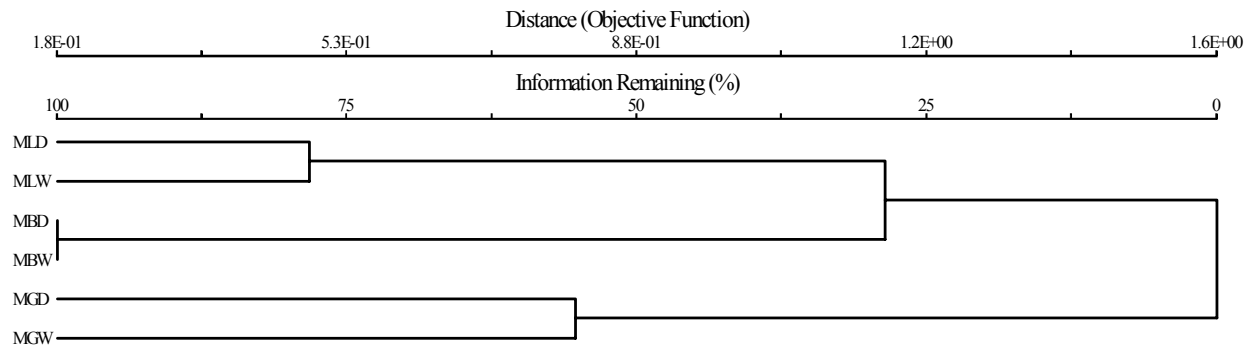 Distance (Objective Function)
1.8E-01 5.3E-01 8.8E-01 1.2E+00 1.6E+00
Information Remaining (%)
100 75 50 25 0
MLD
MLW
MBD
MBW
MGD
MGW